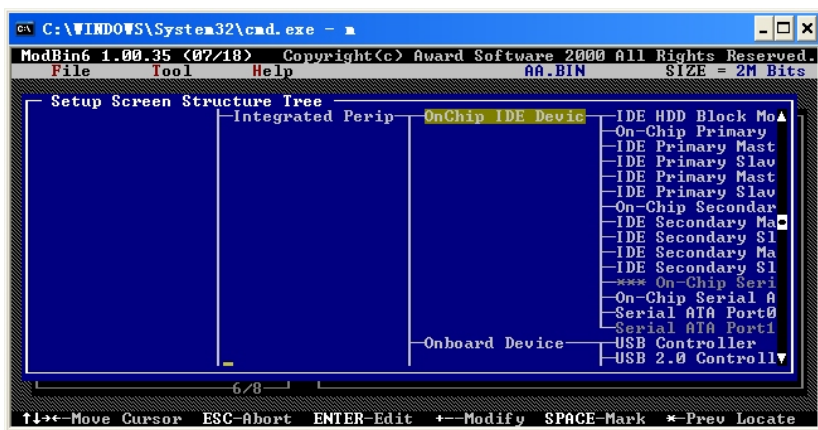 C:\WINDOWS\System32\cmd.exe - m
ModBin6 1.00.35 (07/18) Copyright(c) Award Software 2000 All Rights Reserved.
File Tool Help AA.BIN SIZE = 2M Bits
Setup Screen Structure Tree
Integrated Perip OnChip IDE Devic IDE HDD Block Mo
On-Chip Primary
IDE Primary Mast
IDE Primary Slav
IDE Primary Mast
IDE Primary Slav
On-Chip Secondar
IDE Secondary Ma
IDE Secondary Sl
IDE Secondary Ma
IDE Secondary Sl
*** On-Chip Seri
On-Chip Serial A
Serial ATA Port0
Serial ATA Port1
Onboard Device USB Controller
USB 2.0 Controll
6/8
↑↓→←-Move Cursor ESC-Abort ENTER-Edit +--Modify SPACE-Mark *-Prev Locate